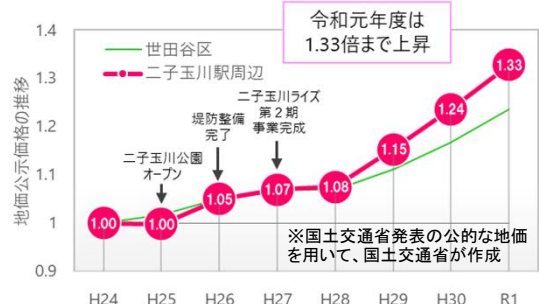 令和元年度は
1.33倍まで上昇
世田谷区
二子玉川駅周辺
地価公示価格の推移
1.4
1.3
1.2
1.1
1
0.9
二子玉川公園
オープン
堤防整備
完了
二子玉川ライズ
第2期
事業完成
1.00
1.00
1.05
1.07
1.08
1.15
1.24
1.33
※国土交通省発表の公的な地価
を用いて、国土交通省が作成
H24 H25 H26 H27 H28 H29 H30 R1